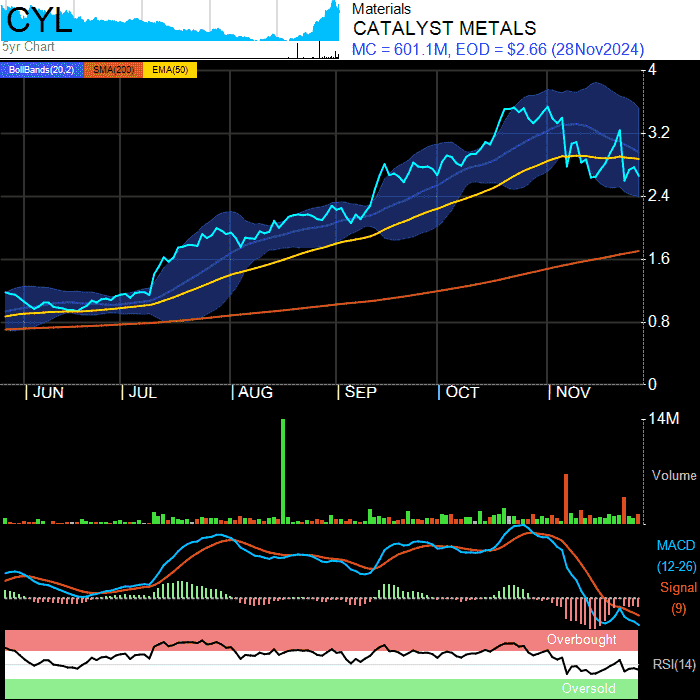 CYL
5yr Chart
Materials
CATALYST METALS
MC = 601.1M, EOD = $2.66 (28Nov2024)
BollBands(20,2) SMA(200) EMA(50)
4
3.2
2.4
1.6
0.8
0
JUN JUL AUG SEP OCT NOV
14M
Volume
MACD
(12-26)
Signal
(9)
Overbought
RSI(14)
Oversold